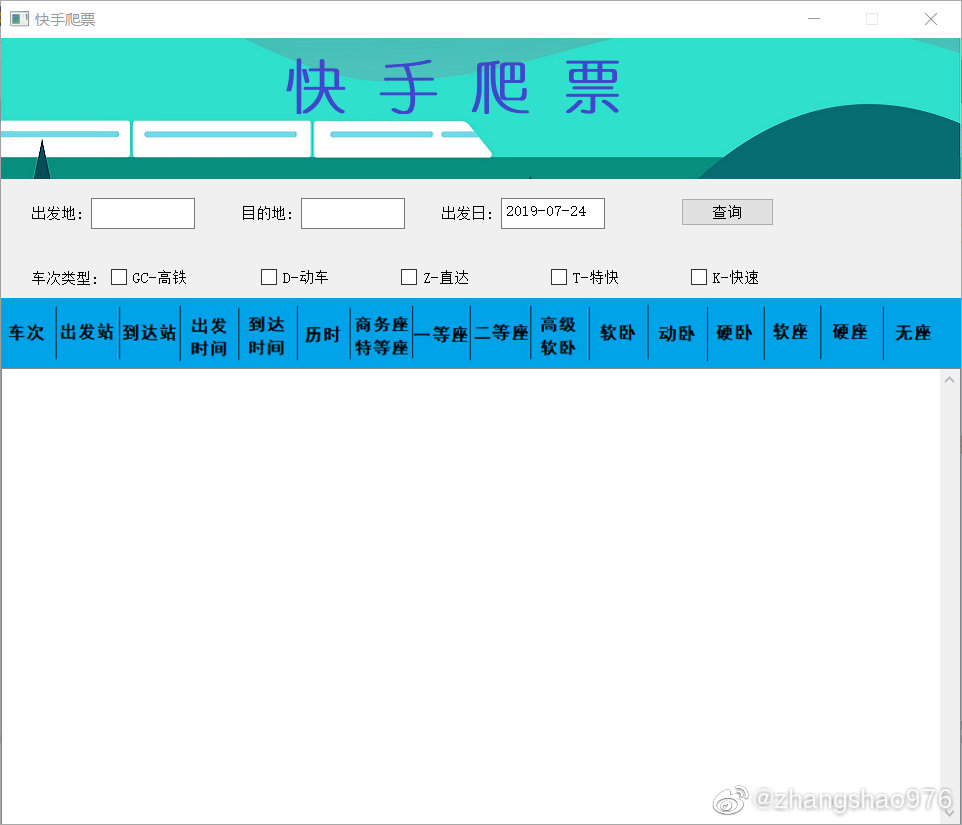 快手爬票
快手爬票
出发地： 目的地： 出发日： 2019-07-24 查询
车次类型： GC-高铁 D-动车 Z-直达 T-特快 K-快速
车次 出发站 到达站 出发时间 到达时间 历时 商务座特等座 一等座 二等座 高级软卧 软卧 动卧 硬卧 软座 硬座 无座
@zhangshao976